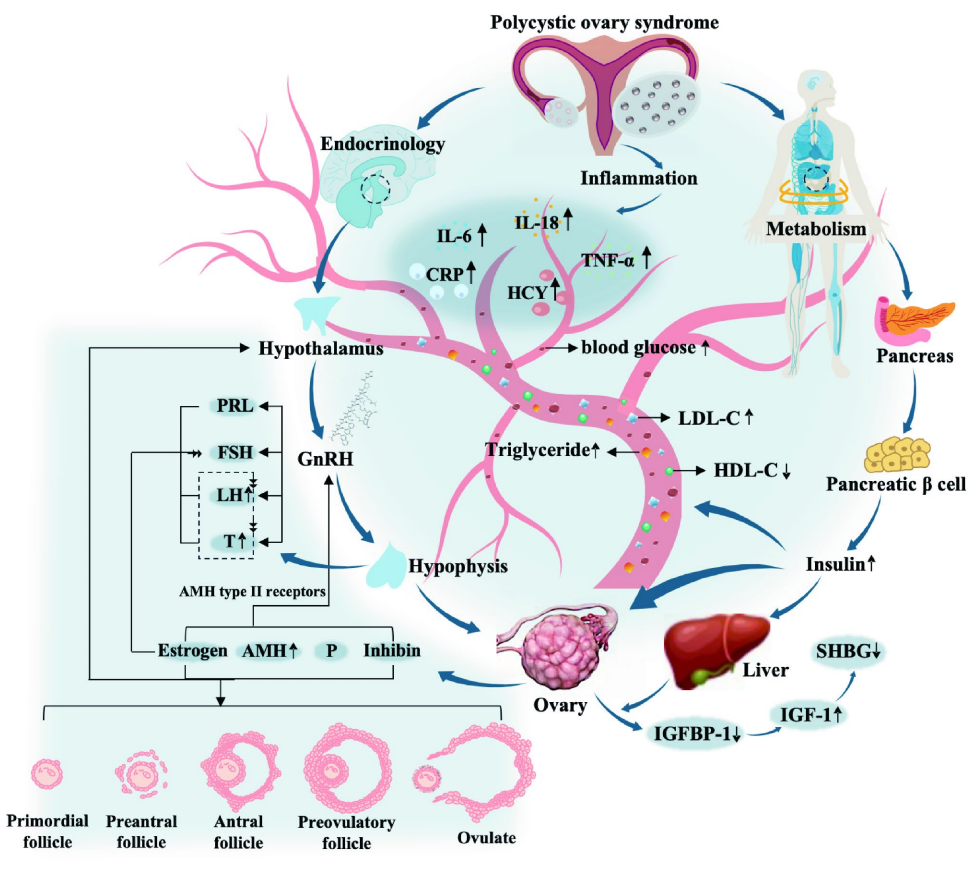 Polycystic ovary syndrome
Endocrinology
Inflammation
Metabolism
IL-6↑
IL-18↑
CRP↑
TNF-α↑
HCY↑
Hypothalamus
blood glucose↑
Pancreas
PRL
LDL-C↑
FSH
GnRH
Triglyceride↑
HDL-C↓
Pancreatic β cell
LH↑
T↑
Hypophysis
Insulin↑
AMH type II receptors
Estrogen
AMH↑
P
Inhibin
SHBG↓
Liver
Ovary
IGF-1↑
IGFBP-1↓
Primordial
follicle
Preantral
follicle
Antral
follicle
Preovulatory
follicle
Ovulate